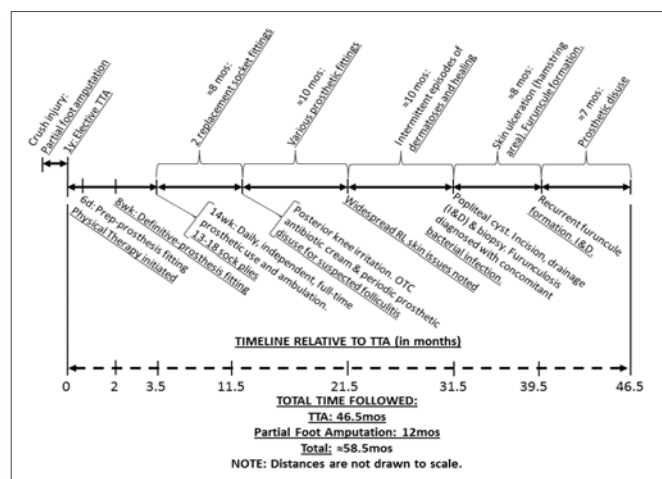 Crush injury:
Partial foot amputation
1y: Elective TTA
≈8 mos:
2 replacement socket fittings
≈10 mos:
Various prosthetic fittings
≈10 mos:
Intermittent episodes of
dermatoses and healing
≈8 mos:
Skin ulceration (hamstring
area). Furuncule formation.
≈7 mos:
Prosthetic disuse
6d: Prep-prosthesis fitting
Physical Therapy initiated
8wk: Definitive-prosthesis fitting
14wk: Daily, independent, full-time
prosthetic use and ambulation.
13-18 sock plies
Posterior knee irritation. OTC
antibiotic cream & periodic prosthetic
disuse for suspected folliculitis
Widespread RL skin issues noted
Popliteal cyst. Incision, drainage
(I&D) & biopsy. Furunculosis
diagnosed with concomitant
bacterial infection.
Recurrent furuncule
formation. I&D.
TIMELINE RELATIVE TO TTA (in months)
0 2 3.5 11.5 21.5 31.5 39.5 46.5
TOTAL TIME FOLLOWED:
TTA: 46.5mos
Partial Foot Amputation: 12mos
Total: ≈58.5mos
NOTE: Distances are not drawn to scale.